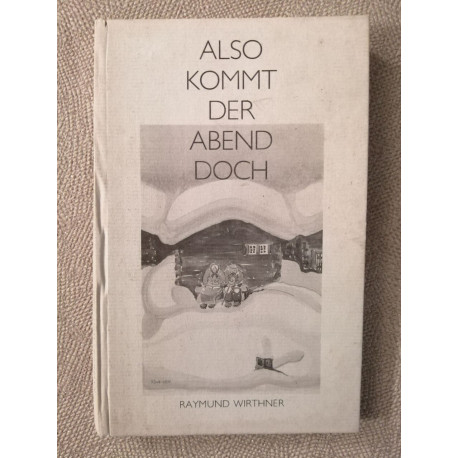 ALSO
KOMMT
DER
ABEND
DOCH
RAYMUND WIRTHNER